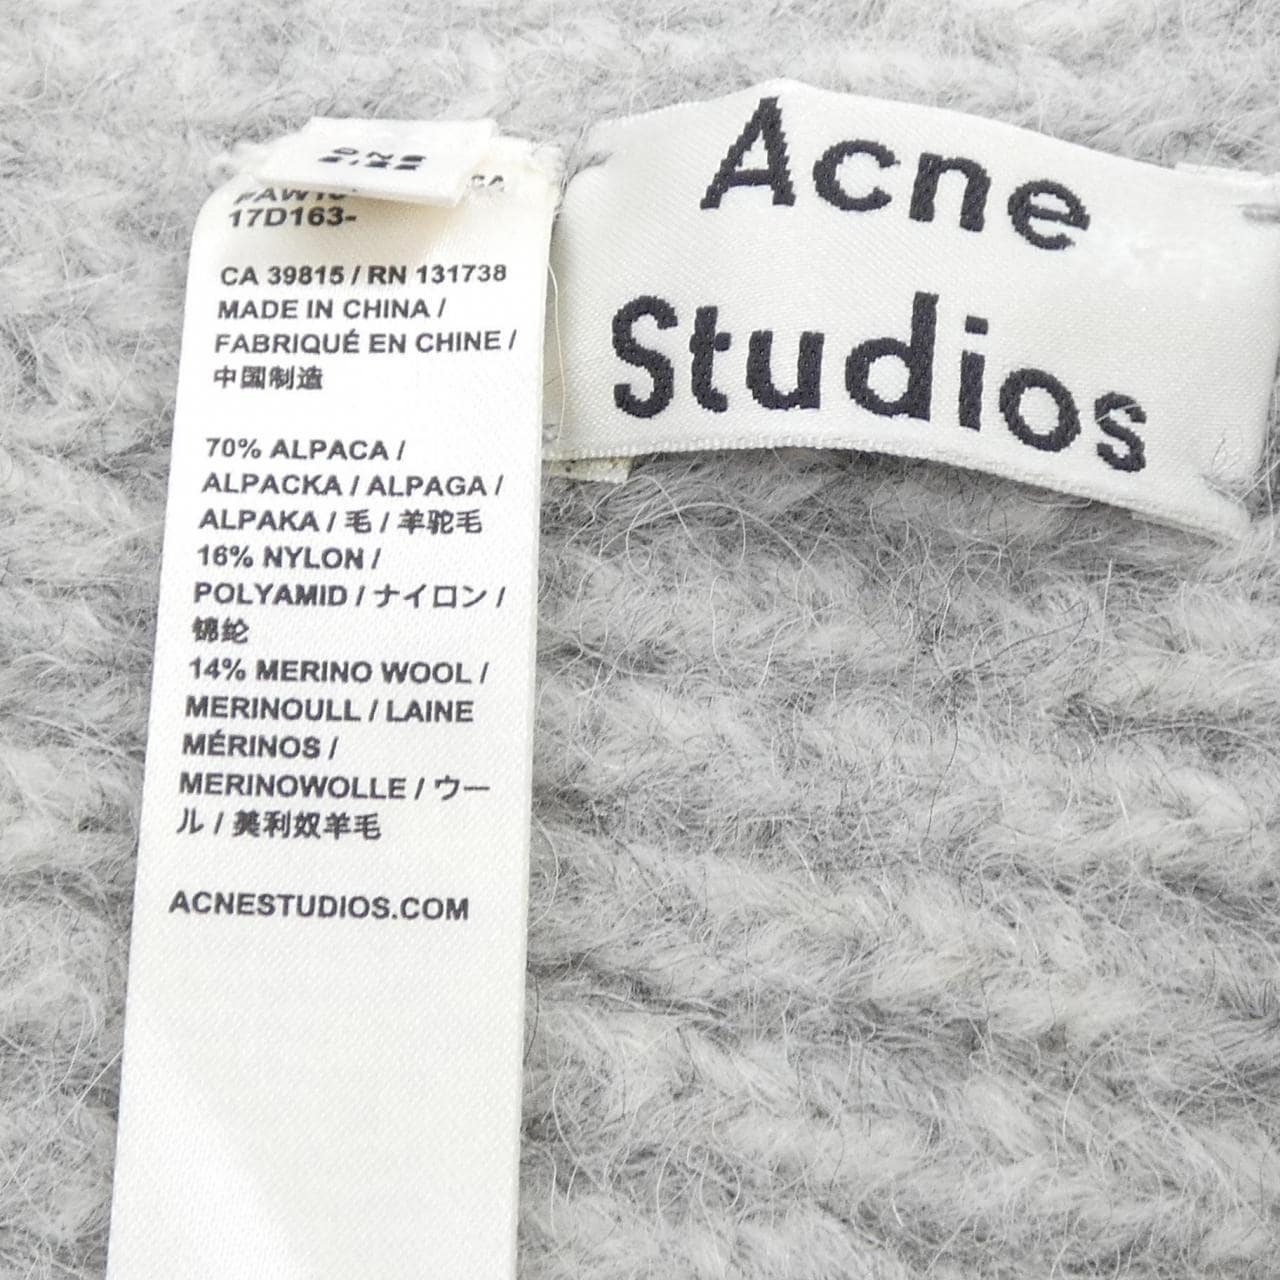 Acne
Studios
ONE
SIZE
17D163-
CA 39815 / RN 131738
MADE IN CHINA /
FABRIQUÉ EN CHINE /
中国制造
70% ALPACA /
ALPACKA / ALPAGA /
ALPAKA / 毛 / 羊驼毛
16% NYLON /
POLYAMID / ナイロン /
锦纶
14% MERINO WOOL /
MERINOULL / LAINE
MÉRINOS /
MERINOWOLLE / ウー
ル / 美利奴羊毛
ACNESTUDIOS.COM